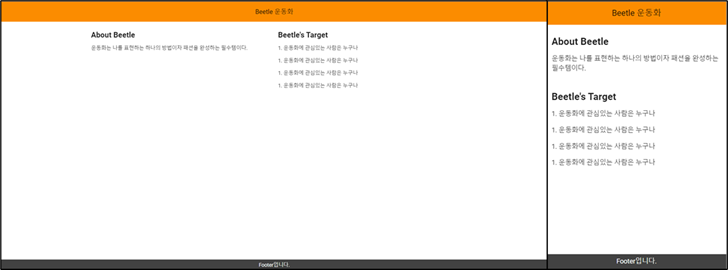 Beetle 운동화
About Beetle
운동화는 나를 표현하는 하나의 방법이자 패션을 완성하는 필수템이다.
Beetle's Target
1. 운동화에 관심있는 사람은 누구나
1. 운동화에 관심있는 사람은 누구나
1. 운동화에 관심있는 사람은 누구나
1. 운동화에 관심있는 사람은 누구나
Footer입니다.
Beetle 운동화
About Beetle
운동화는 나를 표현하는 하나의 방법이자 패션을 완성하는
필수템이다.
Beetle's Target
1. 운동화에 관심있는 사람은 누구나
1. 운동화에 관심있는 사람은 누구나
1. 운동화에 관심있는 사람은 누구나
1. 운동화에 관심있는 사람은 누구나
Footer입니다.